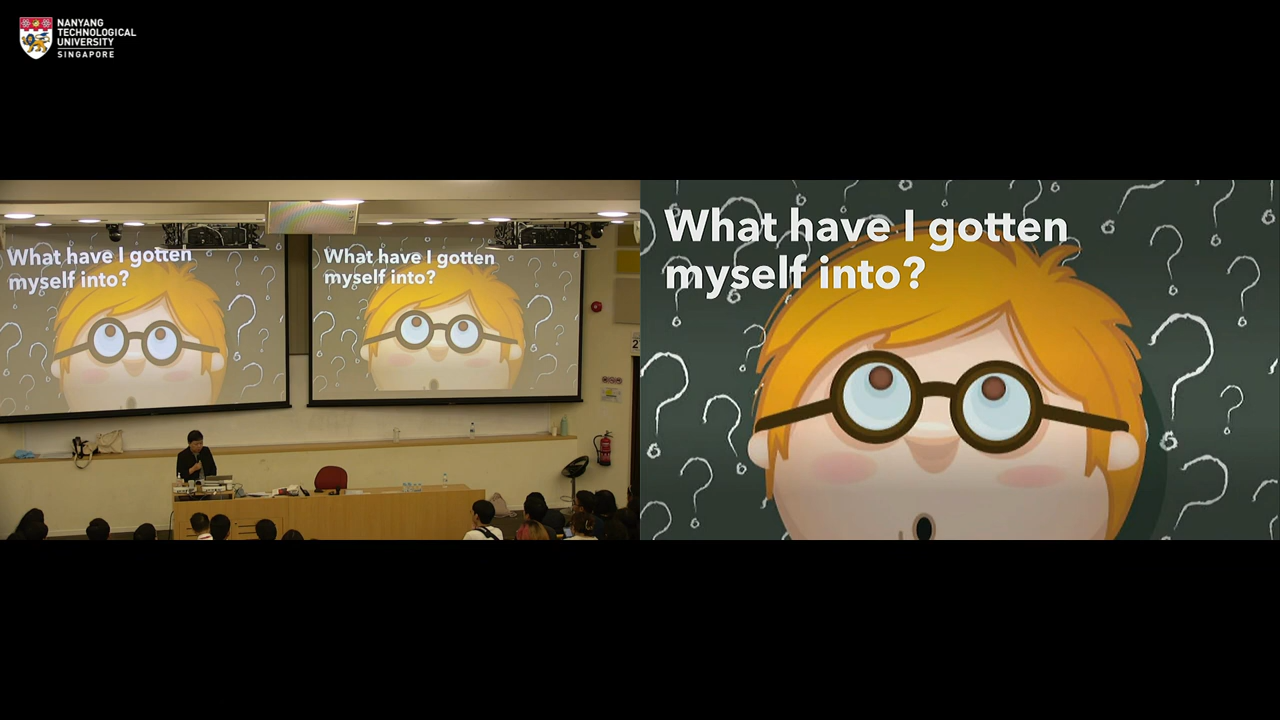 NANYANG
TECHNOLOGICAL
UNIVERSITY
SINGAPORE
What have I gotten
myself into?
What have I gotten
myself into?
What have I gotten
myself into?
2